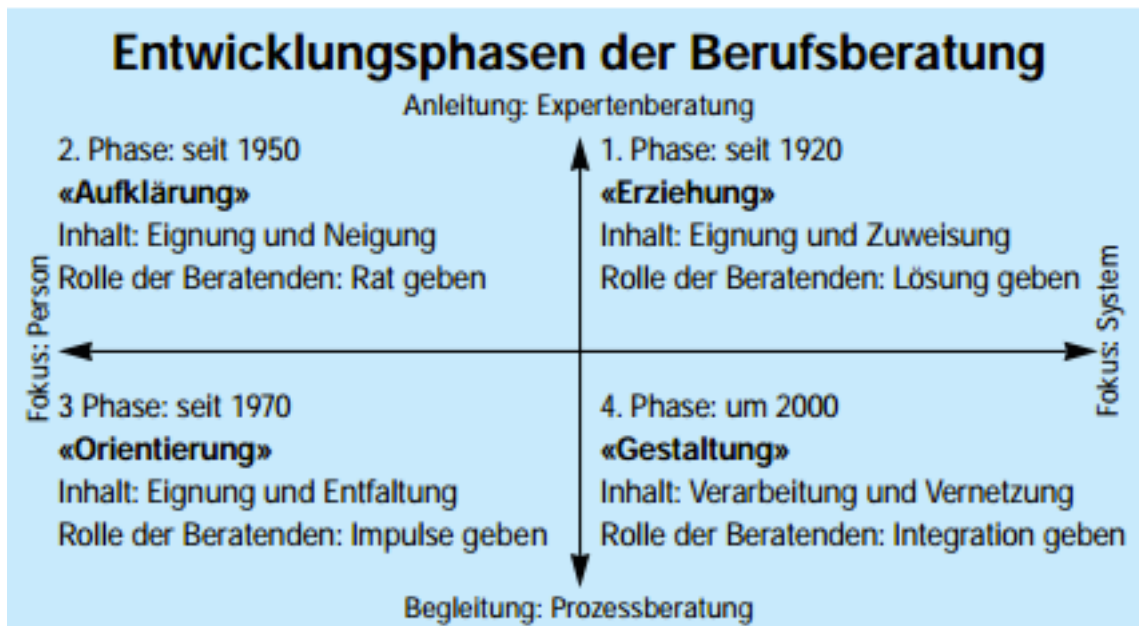 Entwicklungsphasen der Berufsberatung
Anleitung: Expertenberatung
2. Phase: seit 1950
«Aufklärung»
Inhalt: Eignung und Neigung
Rolle der Beratenden: Rat geben
1. Phase: seit 1920
«Erziehung»
Inhalt: Eignung und Zuweisung
Rolle der Beratenden: Lösung geben
Fokus: Person
Fokus: System
3 Phase: seit 1970
«Orientierung»
Inhalt: Eignung und Entfaltung
Rolle der Beratenden: Impulse geben
4. Phase: um 2000
«Gestaltung»
Inhalt: Verarbeitung und Vernetzung
Rolle der Beratenden: Integration geben
Begleitung: Prozessberatung